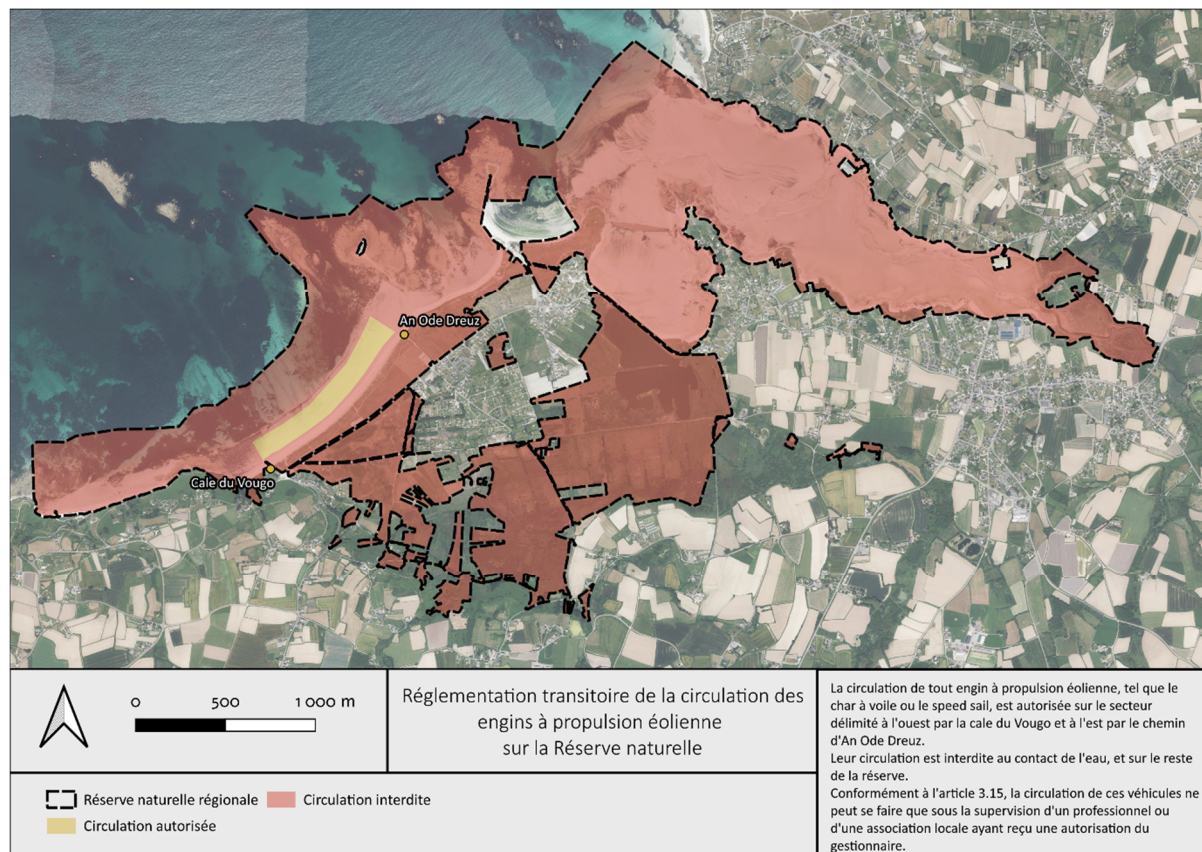 An Ode Dreuz
Cale du Vougo
0 500 1 000 m
Réglementation transitoire de la circulation des
engins à propulsion éolienne
sur la Réserve naturelle
Réserve naturelle régionale
Circulation interdite
Circulation autorisée
La circulation de tout engin à propulsion éolienne, tel que le
char à voile ou le speed sail, est autorisée sur le secteur
délimité à l'ouest par la cale du Vougo et à l'est par le chemin
d'An Ode Dreuz.
Leur circulation est interdite au contact de l'eau, et sur le reste
de la réserve.
Conformément à l'article 3.15, la circulation de ces véhicules ne
peut se faire que sous la supervision d'un professionnel ou
d'une association locale ayant reçu une autorisation du
gestionnaire.